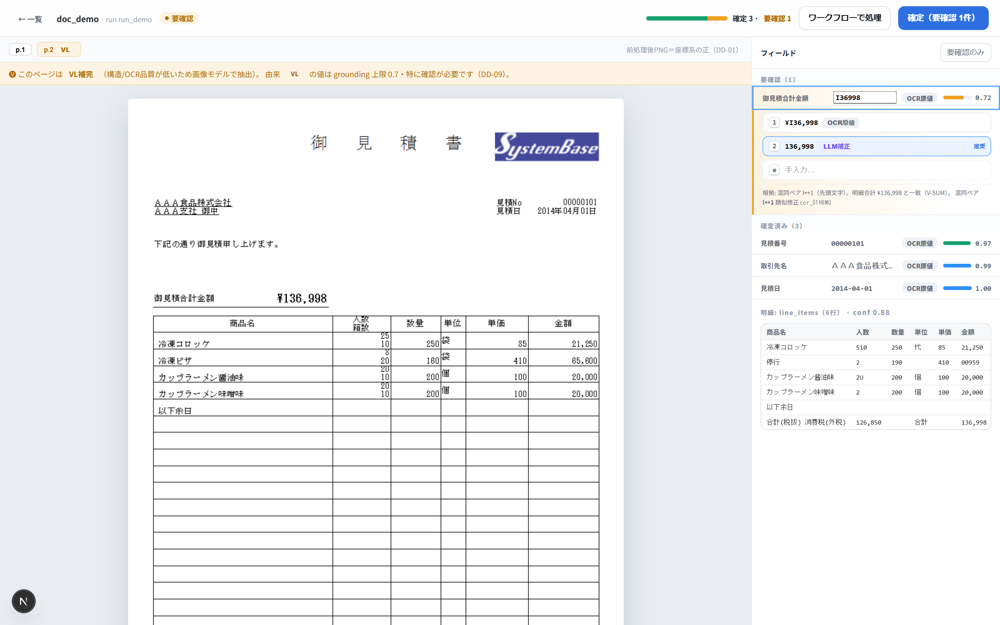 ←一覧 doc_demo · run run_demo ● 要確認 確定 3 · 要確認 1 ワークフローで処理 確定（要確認 1件）
p.1 p.2 VL 前処理後PNG＝座標系の正（DD-01）
V このページは VL補完 （構造/OCR品質が低いため画像モデルで抽出）。由来 VL の値は grounding 上限 0.7・特に確認が必要です（DD-09）。
御 見 積 書 SystemBase
ＡＡＡ食品株式会社
ＡＡＡ支社 御中
見積No 00000101
見積日 2014年04月01日
下記の通り御見積申し上げます。
御見積合計金額 ¥136,998
商品名 人数 箱数 数量 単位 単価 金額
冷凍コロッケ 25 10 250 袋 85 21,250
冷凍ピザ 8 20 160 袋 410 65,600
カップラーメン醤油味 20 10 200 個 100 20,000
カップラーメン味噌味 20 10 200 個 100 20,000
以下余白
N
フィールド 要確認のみ
要確認（1）
御見積合計金額 I36998 OCR原値 0.72
1 ¥I36,998 OCR原値
2 136,998 LLM補正 推奨
e 手入力…
根拠: 混同ペア I↔1（先頭文字）。明細合計 ¥136,998 と一致（V-SUM）。 混同ペア
I↔1 類似修正 cor_01H8MQ
確定済み（3）
見積番号 00000101 OCR原値 0.97
取引先名 ＡＡＡ食品株式… OCR原値 0.99
見積日 2014-04-01 OCR原値 1.00
明細: line_items（6行）・conf 0.88
商品名 人数 数量 単位 単価 金額
冷凍コロッケ 510 250 代 85 21,250
停行 2 190 410 00959
カップラーメン醤油味 2U 200 個 100 20,000
カップラーメン味噌味 2 200 個 100 20,000
以下余日
合計(税抜) 消費税(外税) 126,850 合計 136,998